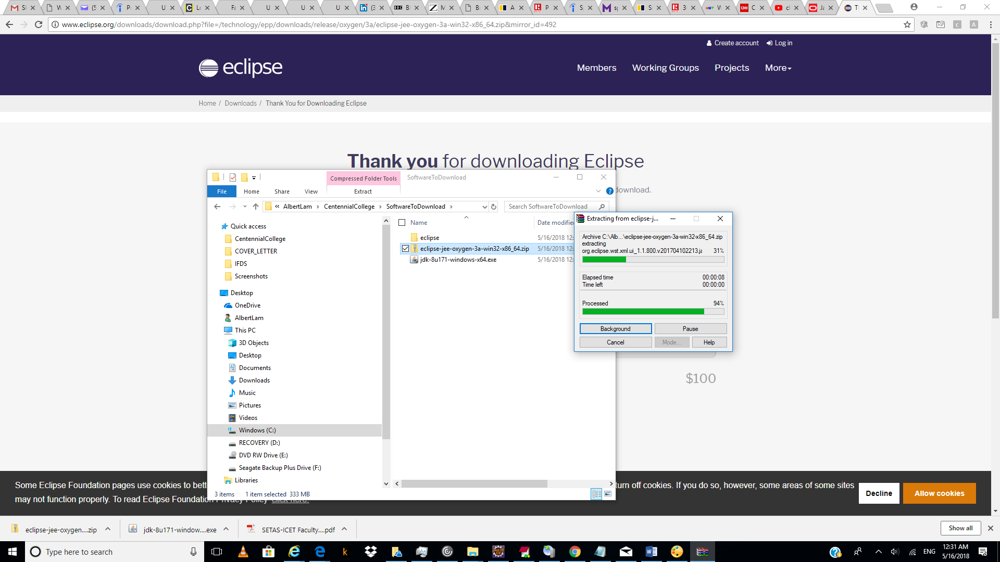 www.eclipse.org/downloads/download.php?file=/technology/epp/downloads/release/oxygen/3a/eclipse-jee-oxygen-3a-win32-x86_64.zip&mirror_id=492
Create account Log in
eclipse
Members Working Groups Projects More
Home / Downloads / Thank You for Downloading Eclipse
Thank you for downloading Eclipse
download.
Compressed Folder Tools SoftwareToDownload
File Home Share View Extract
« AlbertLam > CentennialCollege > SoftwareToDownload >
Search SoftwareToDownload
Quick access
CentennialCollege
COVER_LETTER
IFDS
Screenshots
Desktop
OneDrive
AlbertLam
This PC
3D Objects
Desktop
Documents
Downloads
Music
Pictures
Videos
Windows (C:)
RECOVERY (D:)
DVD RW Drive (E:)
Seagate Backup Plus Drive (F:)
Libraries
Name Date modified
eclipse 5/16/2018 12:
eclipse-jee-oxygen-3a-win32-x86_64.zip 5/16/2018 12:
jdk-8u171-windows-x64.exe 5/16/2018 12:
3 items 1 item selected 333 MB
Extracting from eclipse-j...
Archive C:\Alb...\eclipse-jee-oxygen-3a-win32-x86_64.zip
extracting
org.eclipse.wst.xml.ui_1.1.800.v201704102213.ja 31%
Elapsed time 00:00:08
Time left 00:00:00
Processed 94%
Background Pause
Cancel Mode... Help
$100
Some Eclipse Foundation pages use cookies to bett
turn off cookies. If you do so, however, some areas of some sites
may not function properly. To read Eclipse Foundation Privacy Policy click here.
Decline Allow cookies
eclipse-jee-oxygen....zip
jdk-8u171-window....exe
SETAS-ICET Faculty....pdf
Show all
Type here to search
ENG
12:31 AM
5/16/2018